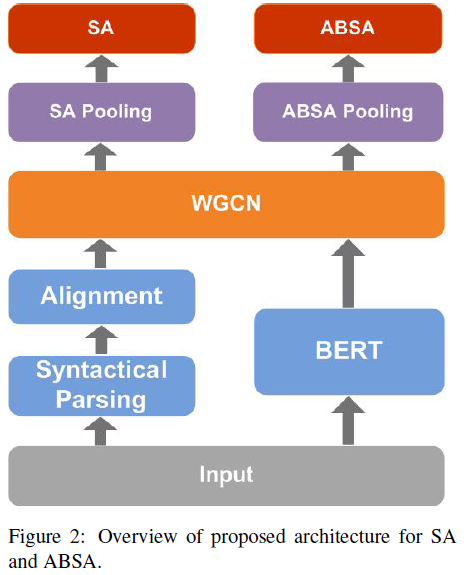 SA
ABSA
SA Pooling
ABSA Pooling
WGCN
Alignment
BERT
Syntactical
Parsing
Input
Figure 2: Overview of proposed architecture for SA
and ABSA.